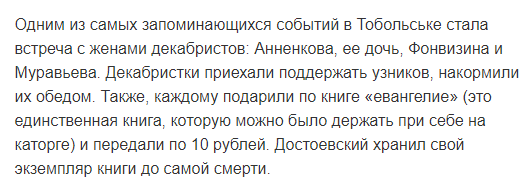 Одним из самых запоминающихся событий в Тобольське стала
встреча с женами декабристов: Анненкова, ее дочь, Фонвизина и
Муравьева. Декабристки приехали поддержать узников, накормили
их обедом. Также, каждому подарили по книге «евангелие» (это
единственная книга, которую можно было держать при себе на
каторге) и передали по 10 рублей. Достоевский хранил свой
экземпляр книги до самой смерти.